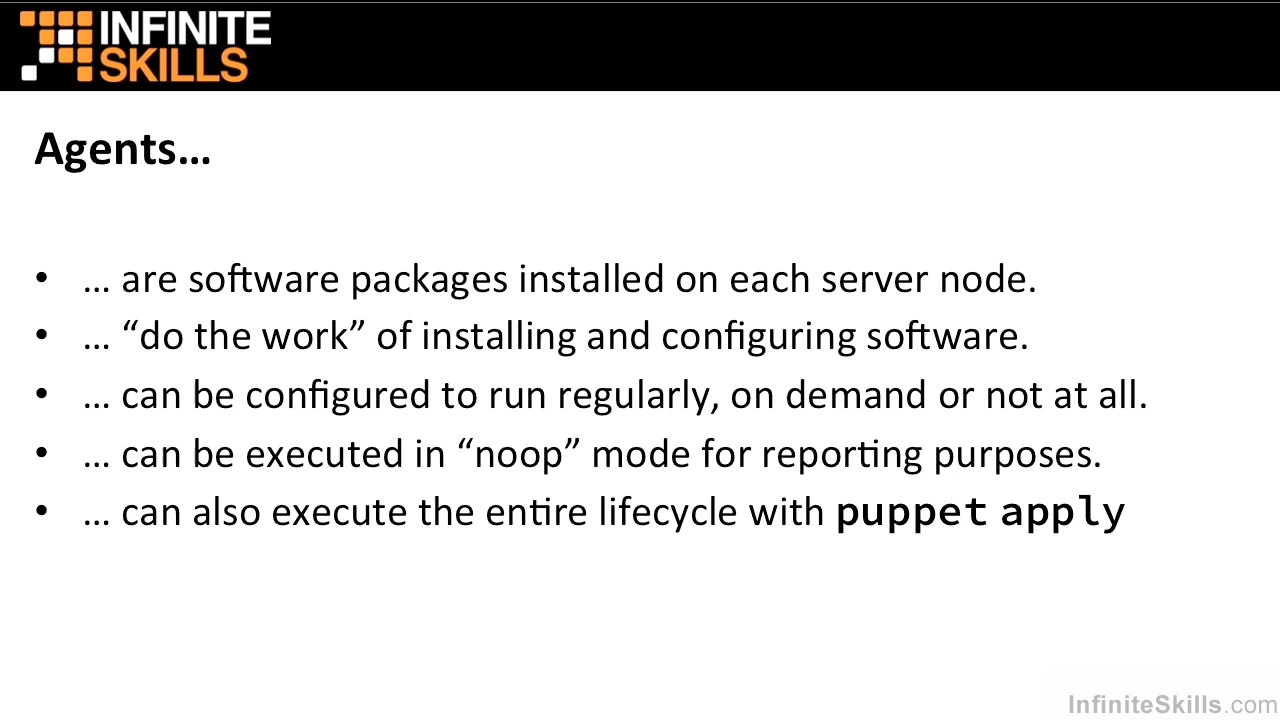 INFINITE
SKILLS
Agents…
• … are software packages installed on each server node.
• … “do the work” of installing and configuring software.
• … can be configured to run regularly, on demand or not at all.
• … can be executed in “noop” mode for reporting purposes.
• … can also execute the entire lifecycle with puppet apply
InfiniteSkills.com